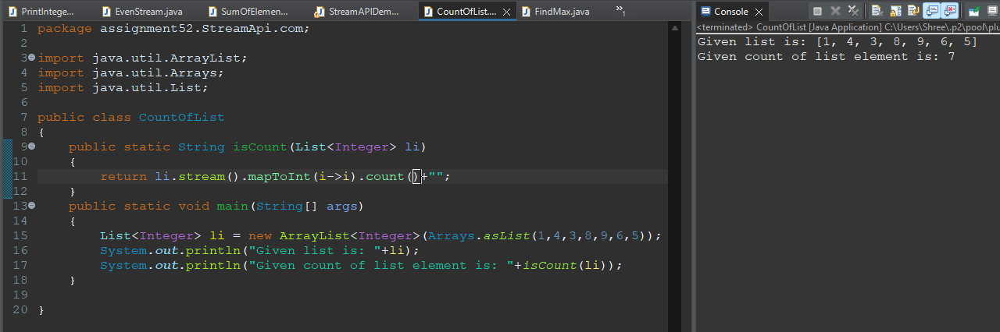 PrintIntege... EvenStream.java SumOfElemen... StreamAPIDem... CountOfList.... FindMax.java »1
1 package assignment52.StreamApi.com;
2
3 import java.util.ArrayList;
4 import java.util.Arrays;
5 import java.util.List;
6
7 public class CountOfList
8 {
9 public static String isCount(List<Integer> li)
10 {
11 return li.stream().mapToInt(i->i).count()+"";
12 }
13 public static void main(String[] args)
14 {
15 List<Integer> li = new ArrayList<Integer>(Arrays.asList(1,4,3,8,9,6,5));
16 System.out.println("Given list is: "+li);
17 System.out.println("Given count of list element is: "+isCount(li));
18 }
19
20 }
Console
<terminated> CountOfList [Java Application] C:\Users\Shree\.p2\pool\plu
Given list is: [1, 4, 3, 8, 9, 6, 5]
Given count of list element is: 7